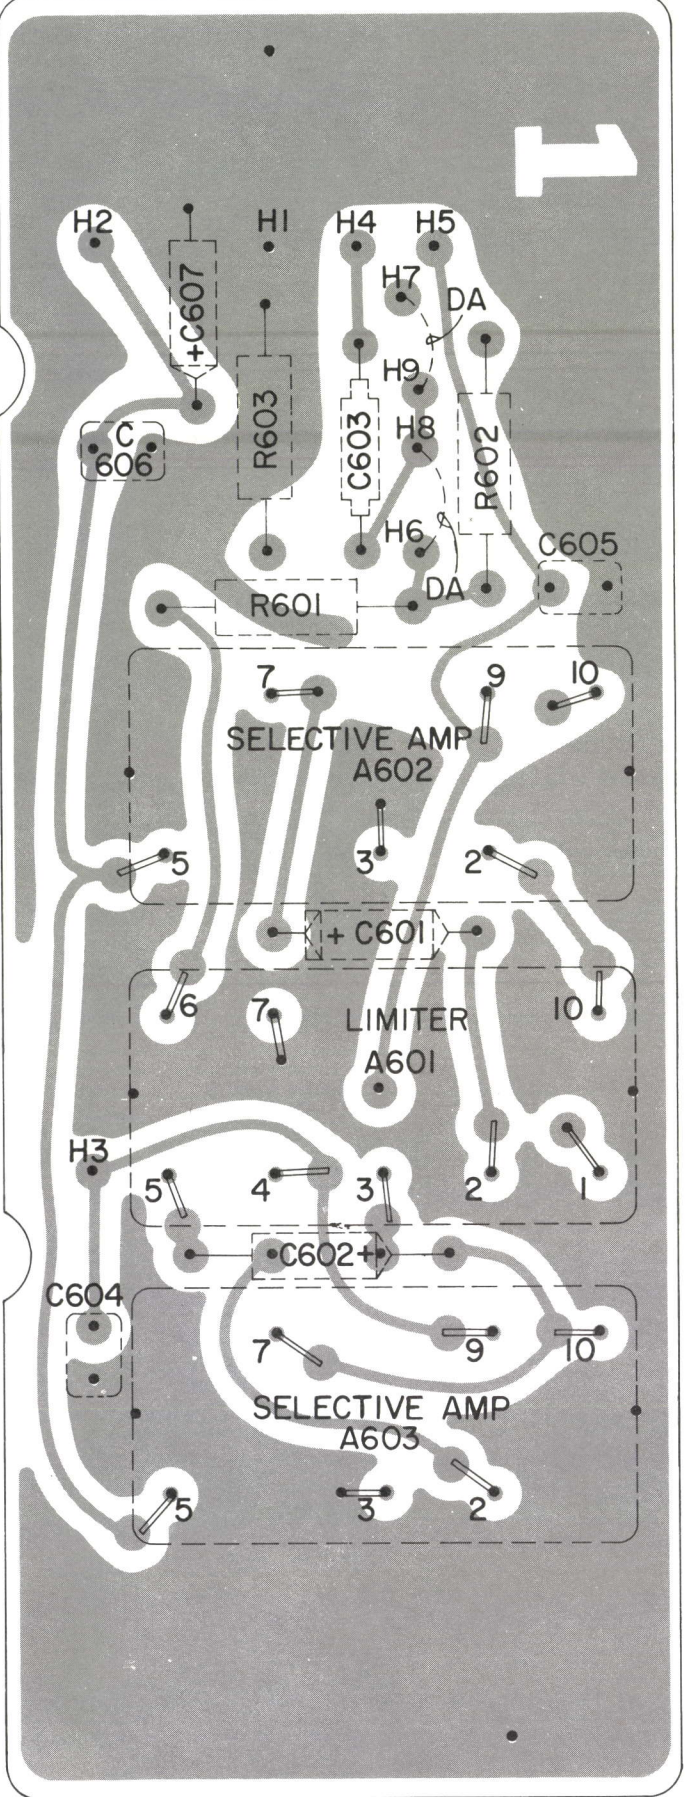 1
H2
H1
H4
H5
+C607
H7
DA
H9
R603
C603
H8
R602
C
606
H6
C605
DA
R601
7
9
10
SELECTIVE AMP
A602
5
3
2
+ C601
6
7
10
LIMITER
A601
H3
5
4
3
2
1
C602+
C604
7
9
10
SELECTIVE AMP
A603
5
3
2